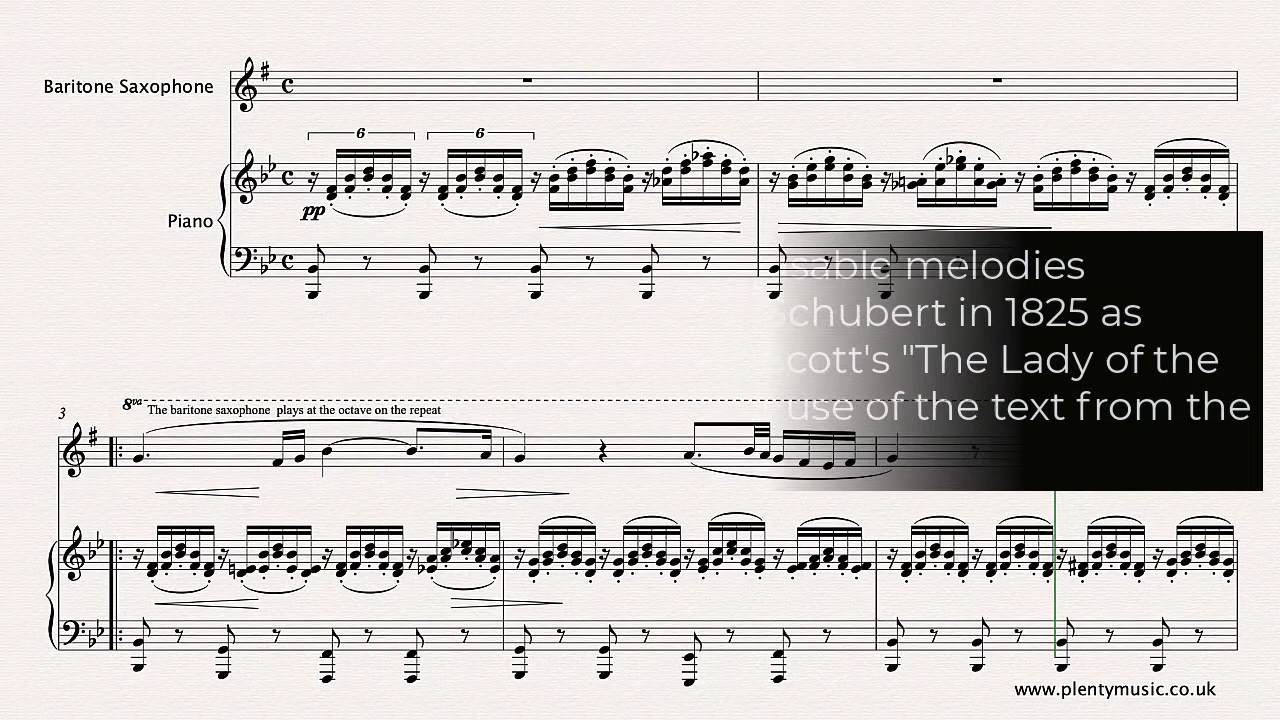 Baritone Saxophone
6 6
pp
Piano
sable melodies
chubert in 1825 as
cott's "The Lady of the
use of the text from the
3
8va The baritone saxophone plays at the octave on the repeat
www.plentymusic.co.uk